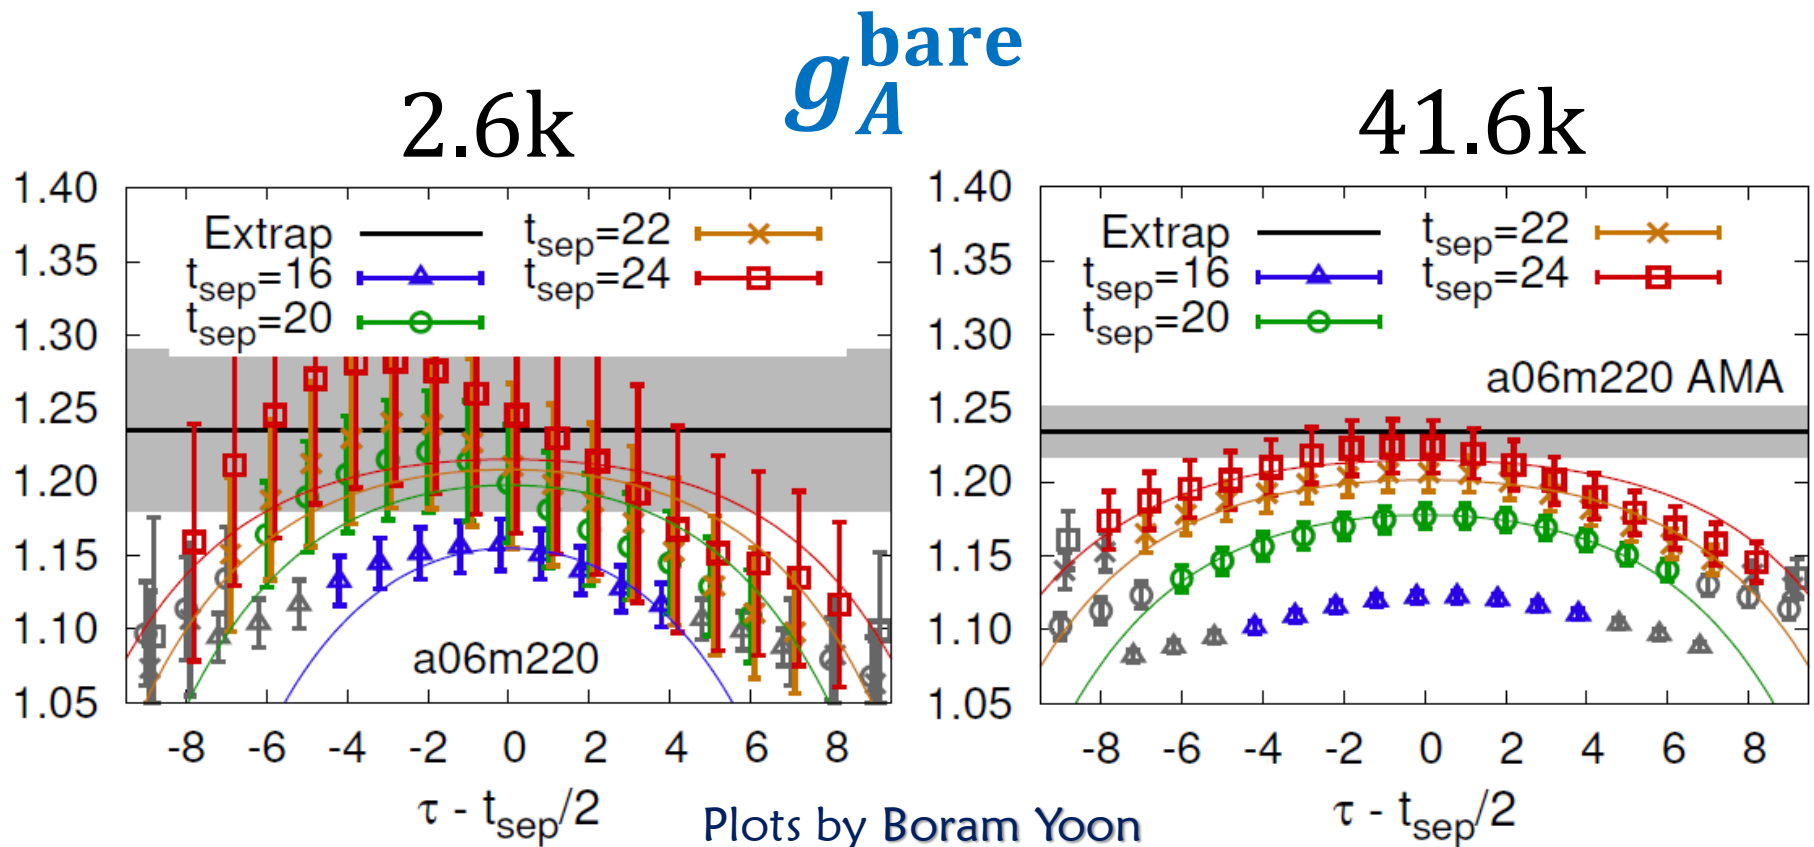 g_A^bare
2.6k
41.6k
1.40
1.35
1.30
1.25
1.20
1.15
1.10
1.05
Extrap
t_sep=16
t_sep=20
t_sep=22
t_sep=24
a06m220
-8 -6 -4 -2 0 2 4 6 8
τ - t_sep/2
1.40
1.35
1.30
1.25
1.20
1.15
1.10
1.05
Extrap
t_sep=16
t_sep=20
t_sep=22
t_sep=24
a06m220 AMA
-8 -6 -4 -2 0 2 4 6 8
τ - t_sep/2
Plots by Boram Yoon